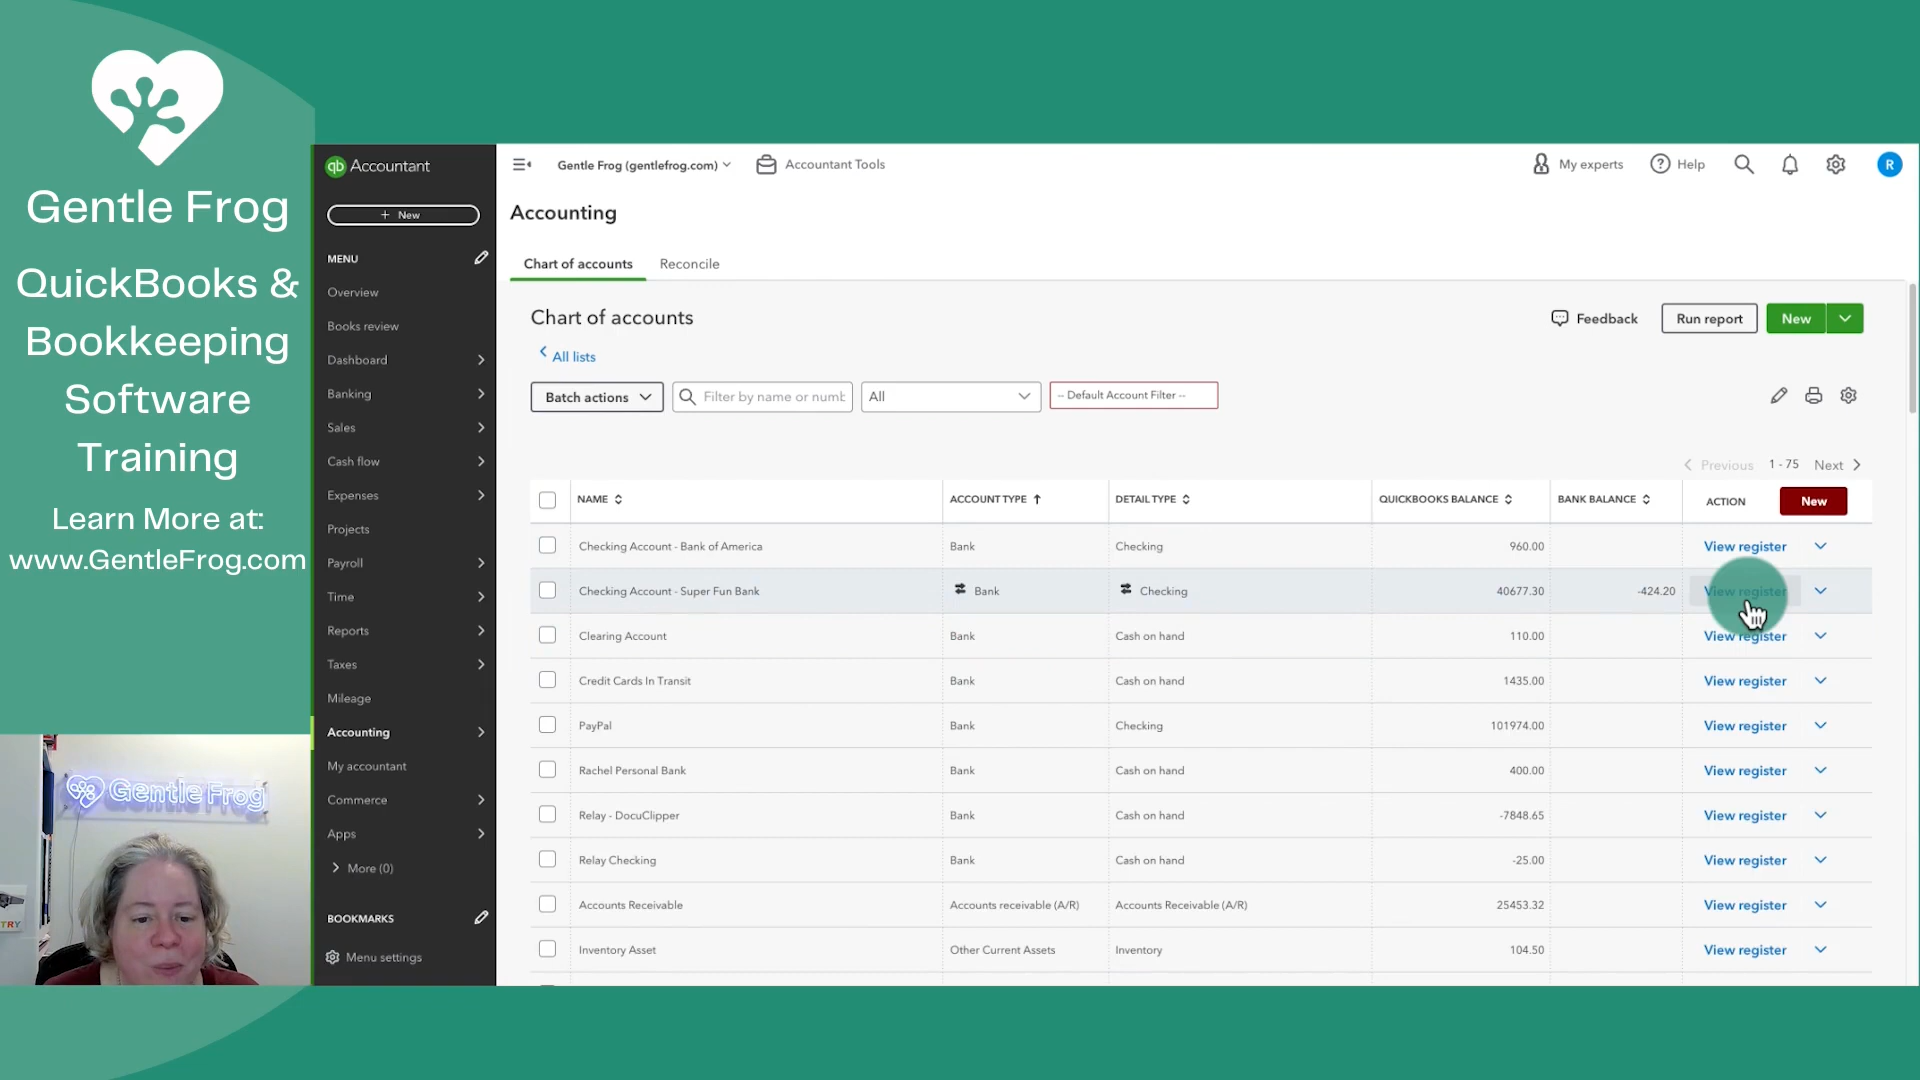 Gentle Frog
QuickBooks &
Bookkeeping
Software
Training
Learn More at:
www.GentleFrog.com
Gentle Frog
TRY
qb Accountant
+ New
MENU
Overview
Books review
Dashboard
Banking
Sales
Cash flow
Expenses
Projects
Payroll
Time
Reports
Taxes
Mileage
Accounting
My accountant
Commerce
Apps
More (0)
BOOKMARKS
Menu settings
Gentle Frog (gentlefrog.com) Accountant Tools My experts ? Help R
Accounting
Chart of accounts Reconcile
Chart of accounts Feedback Run report New
All lists
Batch actions Filter by name or numb All -- Default Account Filter --
Previous 1 - 75 Next
NAME ACCOUNT TYPE DETAIL TYPE QUICKBOOKS BALANCE BANK BALANCE ACTION New
Checking Account - Bank of America Bank Checking 960.00 View register
Checking Account - Super Fun Bank Bank Checking 40677.30 -424.20 View register
Clearing Account Bank Cash on hand 110.00 View register
Credit Cards In Transit Bank Cash on hand 1435.00 View register
PayPal Bank Checking 101974.00 View register
Rachel Personal Bank Bank Cash on hand 400.00 View register
Relay - DocuClipper Bank Cash on hand -7848.65 View register
Relay Checking Bank Cash on hand -25.00 View register
Accounts Receivable Accounts receivable (A/R) Accounts Receivable (A/R) 25453.32 View register
Inventory Asset Other Current Assets Inventory 104.50 View register